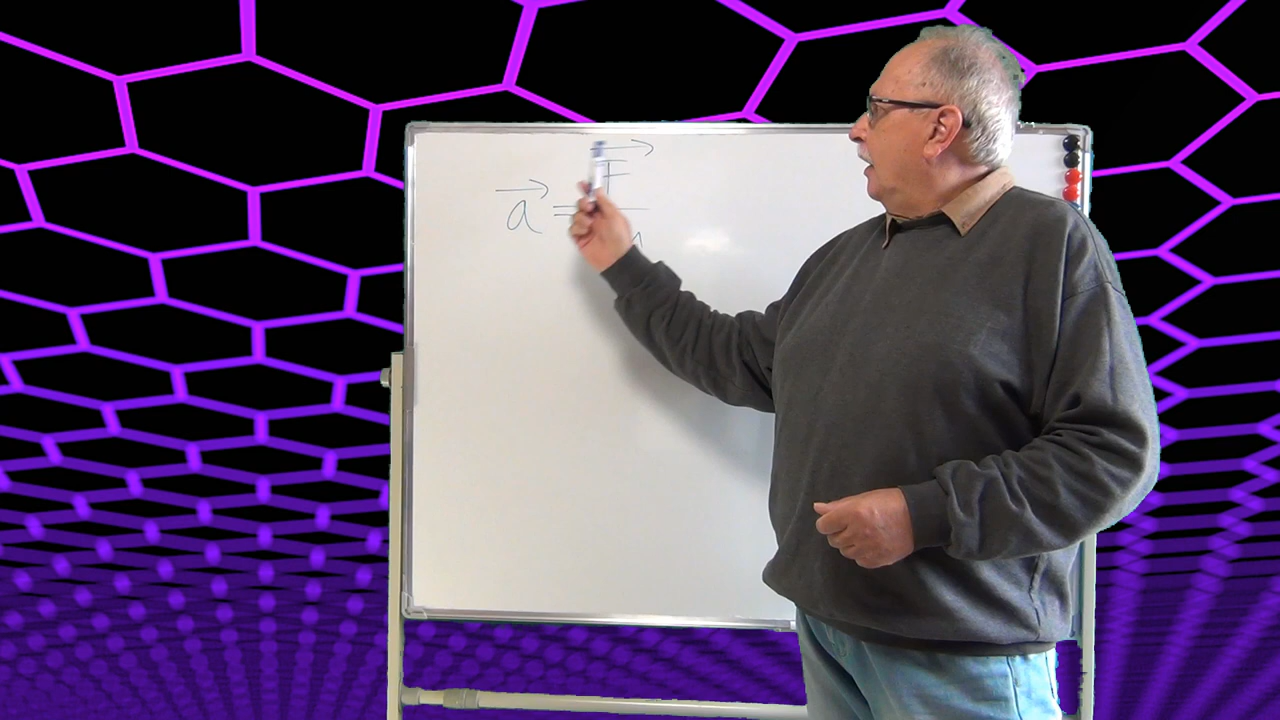 a⃗ = F⃗